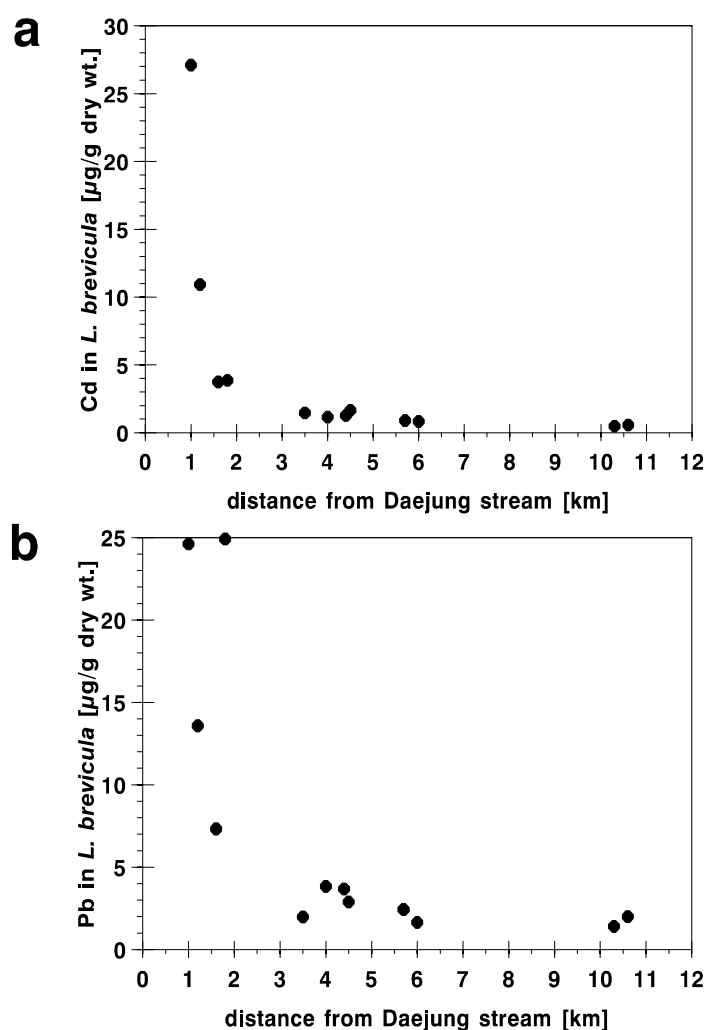 a
Cd in L. brevicula [µg/g dry wt.]
30
25
20
15
10
5
0
0 1 2 3 4 5 6 7 8 9 10 11 12
distance from Daejung stream [km]
b
Pb in L. brevicula [µg/g dry wt.]
25
20
15
10
5
0
0 1 2 3 4 5 6 7 8 9 10 11 12
distance from Daejung stream [km]